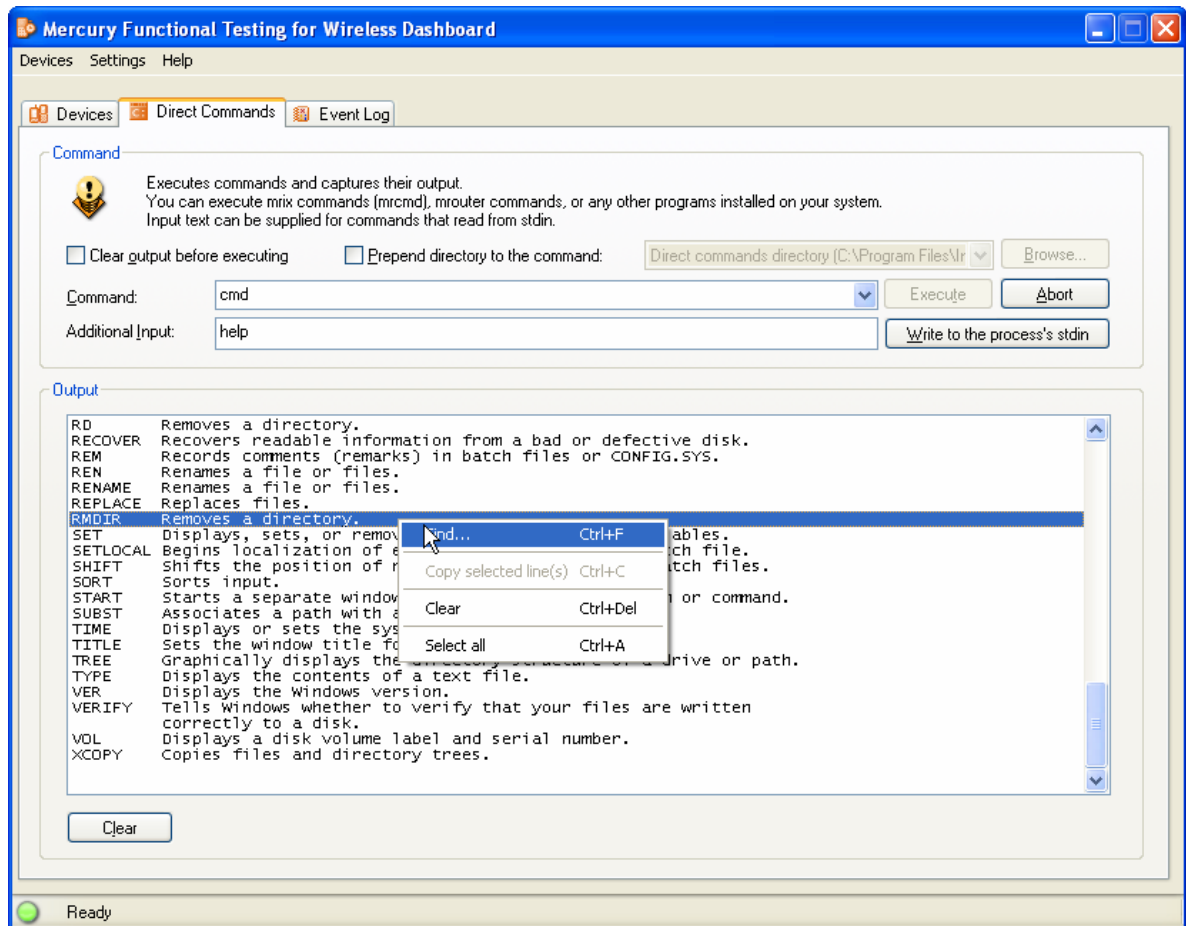 Mercury Functional Testing for Wireless Dashboard
Devices Settings Help
Devices Direct Commands Event Log
Command
Executes commands and captures their output.
You can execute mrix commands (mrcmd), mrouter commands, or any other programs installed on your system.
Input text can be supplied for commands that read from stdin.
Clear output before executing Prepend directory to the command: Direct commands directory (C:\Program Files\Ir Browse...
Command: cmd Execute Abort
Additional Input: help Write to the process's stdin
Output
RD Removes a directory.
RECOVER Recovers readable information from a bad or defective disk.
REM Records comments (remarks) in batch files or CONFIG.SYS.
REN Renames a file or files.
RENAME Renames a file or files.
REPLACE Replaces files.
RMDIR Removes a directory.
SET Displays, sets, or remov ables.
SETLOCAL Begins localization of e tch file.
SHIFT Shifts the position of r tch files.
SORT Sorts input.
START Starts a separate window or command.
SUBST Associates a path with a
TIME Displays or sets the sys
TITLE Sets the window title fo
TREE Graphically displays the directory structure of a drive or path.
TYPE Displays the contents of a text file.
VER Displays the Windows version.
VERIFY Tells Windows whether to verify that your files are written
correctly to a disk.
VOL Displays a disk volume label and serial number.
XCOPY Copies files and directory trees.
Find... Ctrl+F
Copy selected line(s) Ctrl+C
Clear Ctrl+Del
Select all Ctrl+A
Clear
Ready